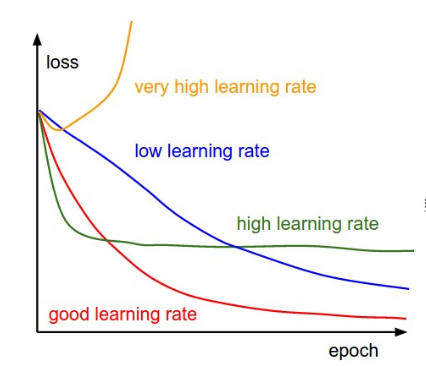 loss
very high learning rate
low learning rate
high learning rate
good learning rate
epoch